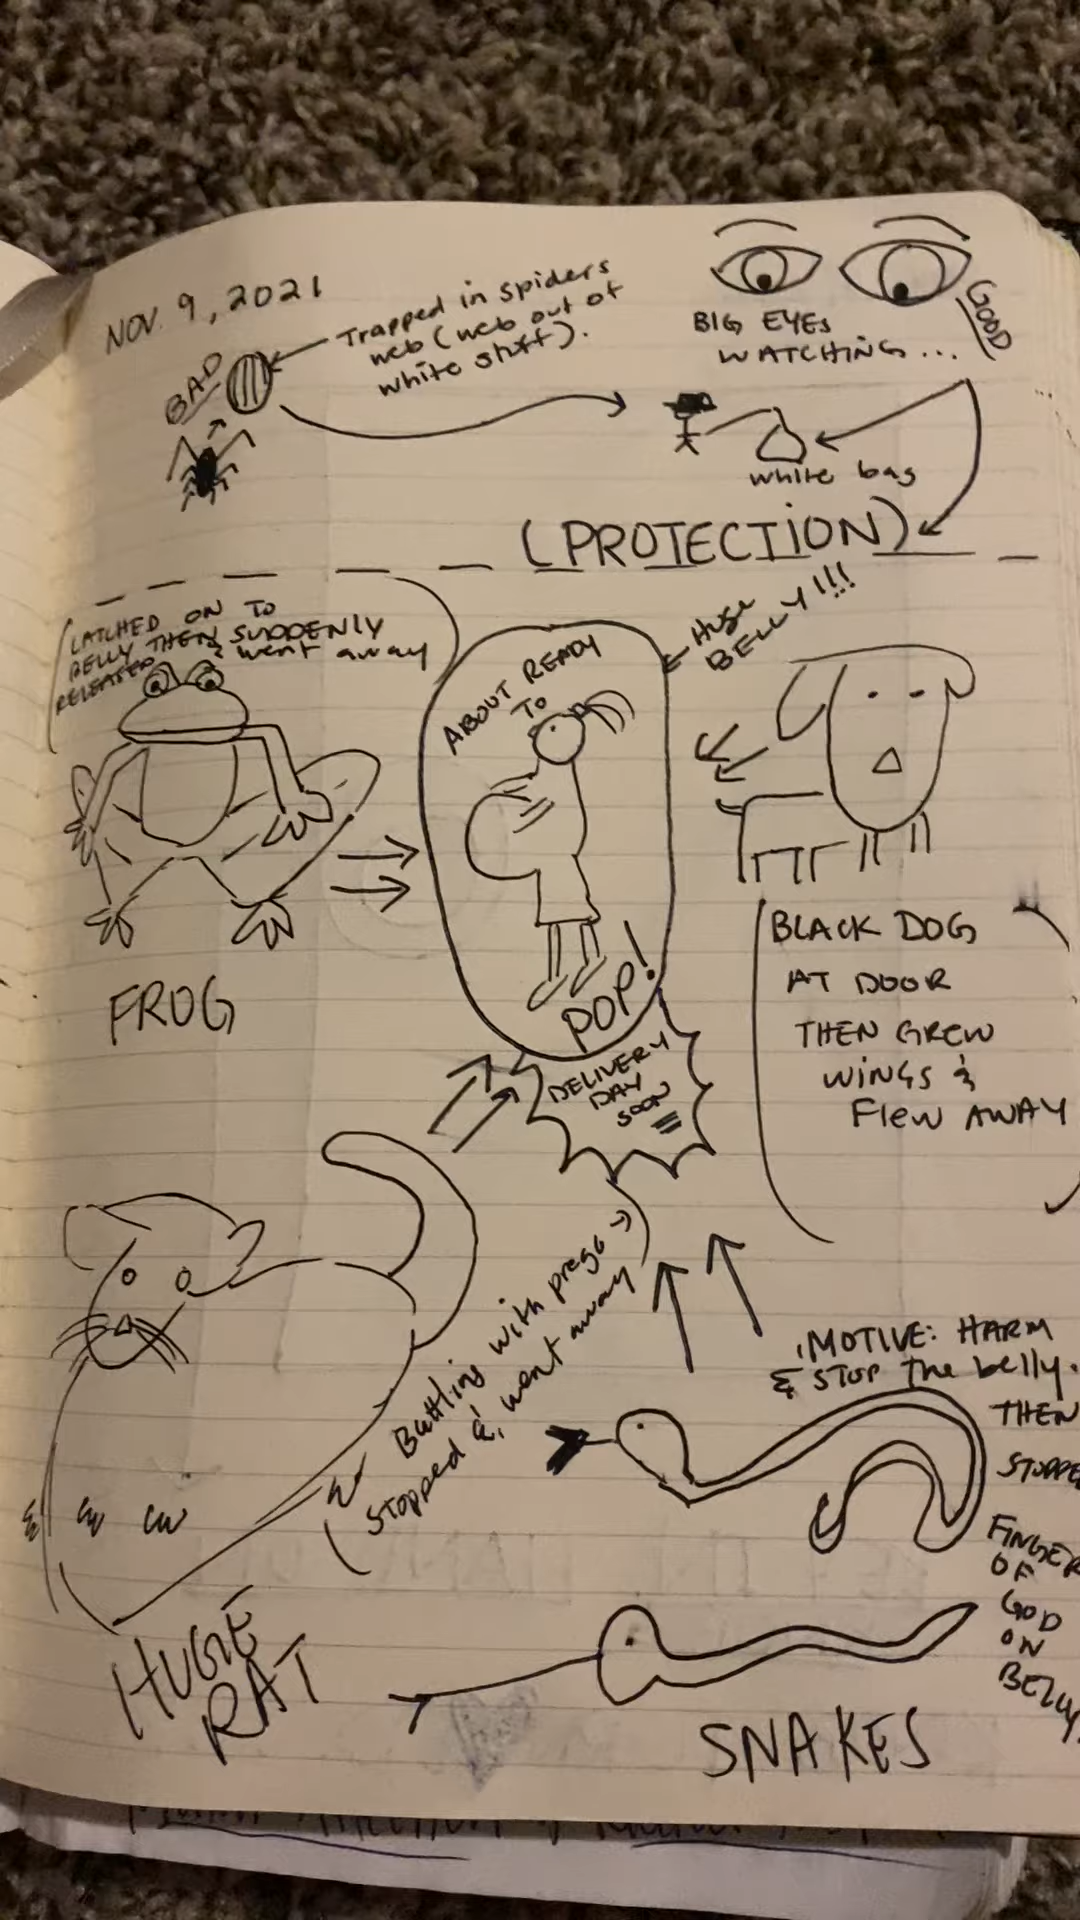 NOV. 9, 2021
BAD
Trapped in spiders
web (web out of
white stuff).
BIG EYES
WATCHING...
GOOD
white bag
(PROTECTION)
LATCHED ON TO
BELLY THEN SUDDENLY
RELEASED & went away
FROG
ABOUT READY
TO
POP!
HUGE
BELLY!!!
DELIVERY
DAY
SOON
BLACK DOG
AT DOOR
THEN GREW
WINGS &
FLEW AWAY
Battling with prego
stopped & went away
HUGE
RAT
MOTIVE: HARM
& STOP The belly.
THEN
STOPPE
FINGER
OF
GOD
ON
BELLY
SNAKES